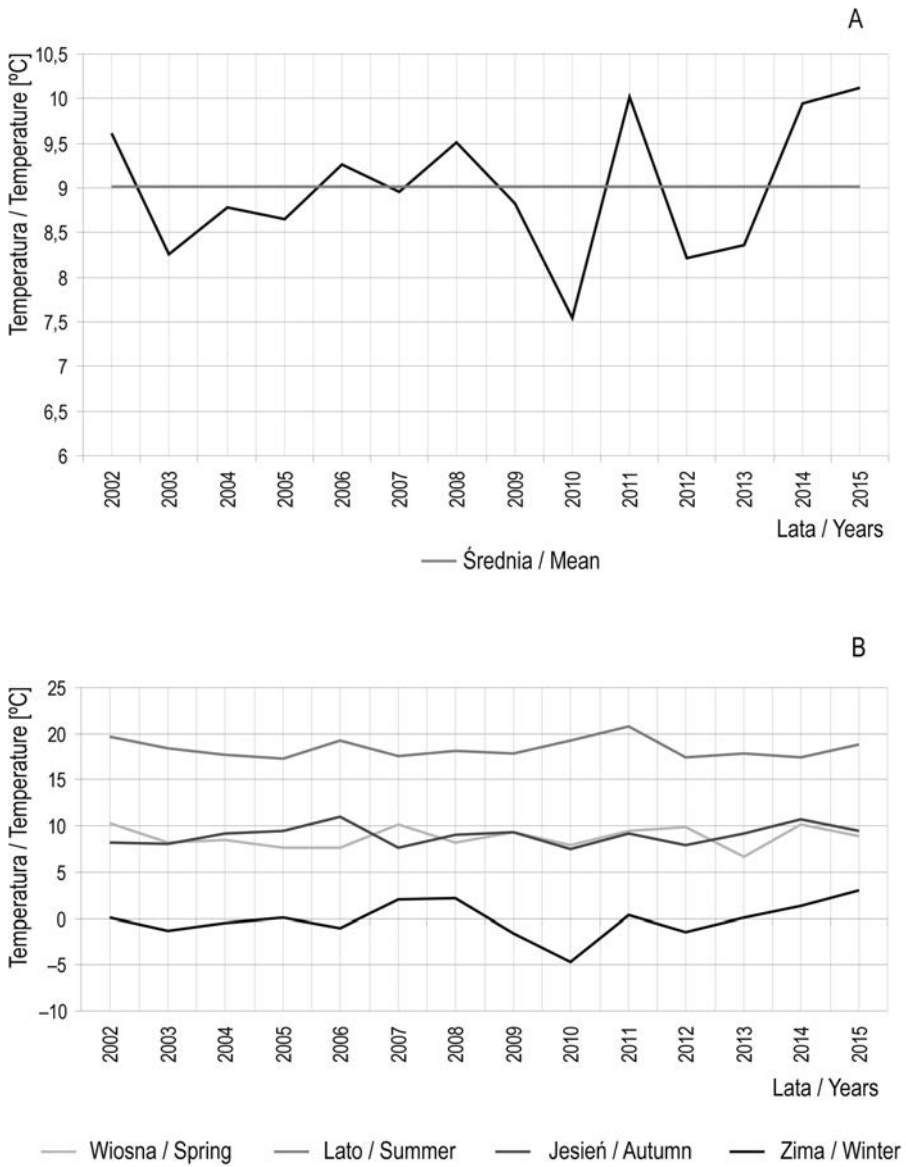 A
Temperatura / Temperature [ºC]
10,5
10
9,5
9
8,5
8
7,5
7
6,5
6
2002 2003 2004 2005 2006 2007 2008 2009 2010 2011 2012 2013 2014 2015
Lata / Years
Średnia / Mean
B
Temperatura / Temperature [ºC]
25
20
15
10
5
0
–5
–10
2002 2003 2004 2005 2006 2007 2008 2009 2010 2011 2012 2013 2014 2015
Lata / Years
Wiosna / Spring Lato / Summer Jesień / Autumn Zima / Winter